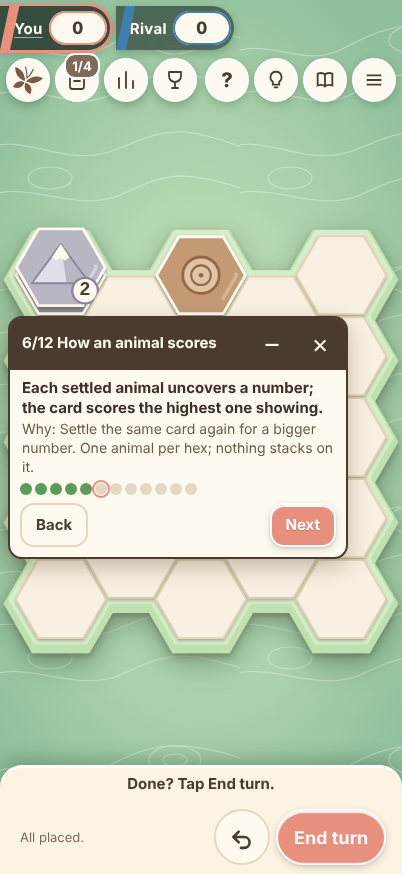 You 0
Rival 0
1/4
?
2
6/12 How an animal scores
Each settled animal uncovers a number;
the card scores the highest one showing.
Why: Settle the same card again for a bigger
number. One animal per hex; nothing stacks on
it.
Back
Next
Done? Tap End turn.
All placed.
End turn